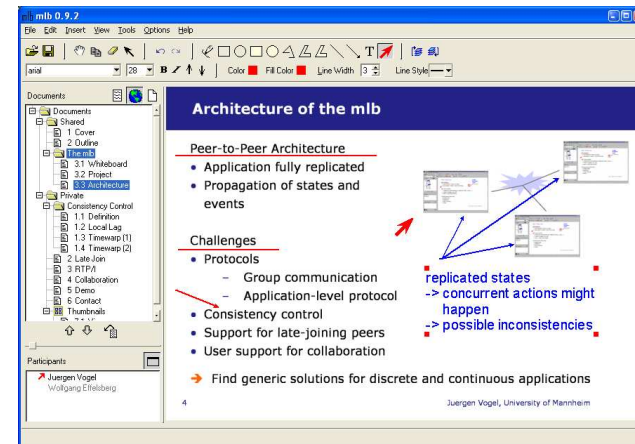 mlb 0.9.2
File Edit Insert View Tools Options Help
T
arial 28 B I Color Fill Color Line Width 3 Line Style
Documents
Documents
Shared
1 Cover
2 Outline
The mlb
3.1 Whiteboard
3.2 Project
3.3 Architecture
Private
Consistency Control
1.1 Definition
1.2 Local Lag
1.3 Timewarp (1)
1.4 Timewarp (2)
2 Late Join
3 RTP/I
4 Collaboration
5 Demo
6 Contact
Thumbnails
Participants
Juergen Vogel
Wolfgang Effelsberg
Architecture of the mlb
Peer-to-Peer Architecture
• Application fully replicated
• Propagation of states and
events
Challenges
• Protocols
– Group communication
– Application-level protocol
• Consistency control
• Support for late-joining peers
• User support for collaboration
replicated states
-> concurrent actions might
happen
-> possible inconsistencies
➔ Find generic solutions for discrete and continuous applications
4
Juergen Vogel, University of Mannheim